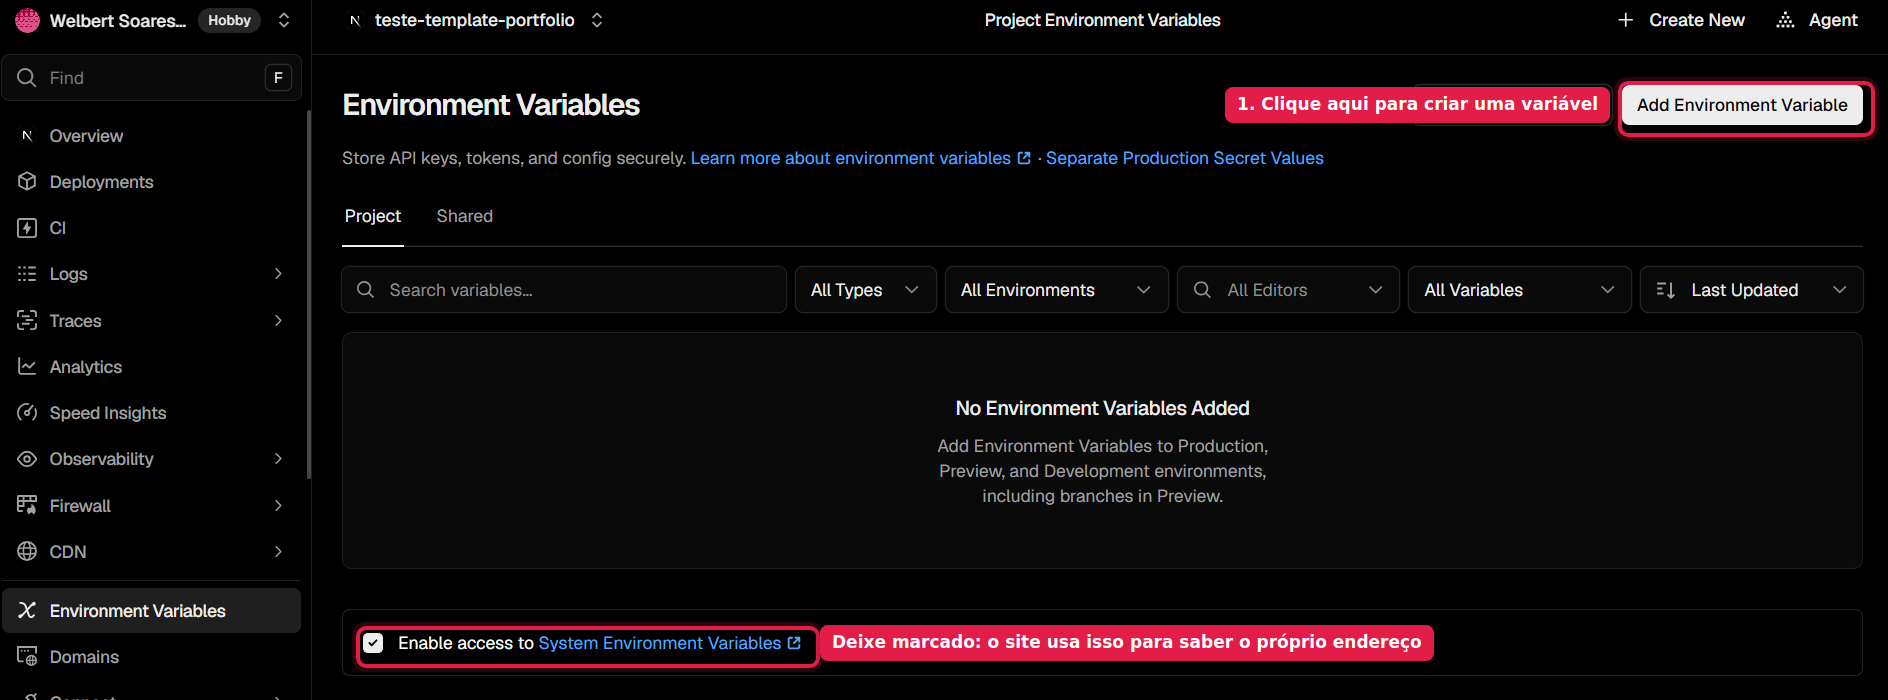 Welbert Soares... Hobby
teste-template-portfolio
Project Environment Variables
Create New
Agent
Find F
Overview
Deployments
CI
Logs
Traces
Analytics
Speed Insights
Observability
Firewall
CDN
Environment Variables
Domains
Environment Variables
1. Clique aqui para criar uma variável
Add Environment Variable
Store API keys, tokens, and config securely. Learn more about environment variables · Separate Production Secret Values
Project Shared
Search variables...
All Types
All Environments
All Editors
All Variables
Last Updated
No Environment Variables Added
Add Environment Variables to Production,
Preview, and Development environments,
including branches in Preview.
Enable access to System Environment Variables
Deixe marcado: o site usa isso para saber o próprio endereço